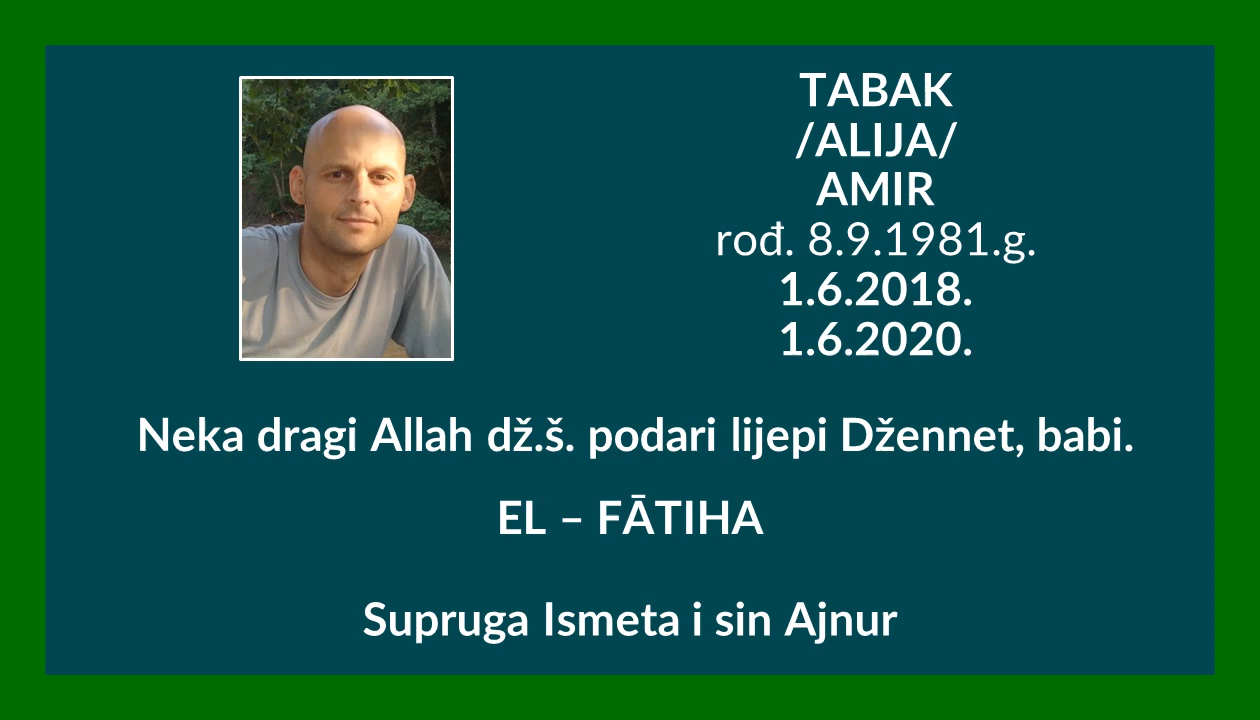 TABAK
/ALIJA/
AMIR
rođ. 8.9.1981.g.
1.6.2018.
1.6.2020.
Neka dragi Allah dž.š. podari lijepi Džennet, babi.
EL – FĀTIHA
Supruga Ismeta i sin Ajnur